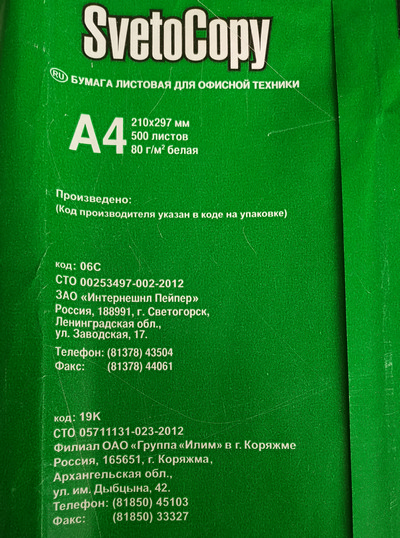 SvetoCopy
RU БУМАГА ЛИСТОВАЯ ДЛЯ ОФИСНОЙ ТЕХНИКИ
A4
210x297 мм
500 листов
80 г/м² белая
Произведено:
(Код производителя указан в коде на упаковке)
код: 06C
СТО 00253497-002-2012
ЗАО «Интернешнл Пейпер»
Россия, 188991, г. Светогорск,
Ленинградская обл.,
ул. Заводская, 17.
Телефон: (81378) 43504
Факс: (81378) 44061
код: 19K
СТО 05711131-023-2012
Филиал ОАО «Группа «Илим» в г. Коряжме
Россия, 165651, г. Коряжма,
Архангельская обл.,
ул. им. Дыбцына, 42.
Телефон: (81850) 45103
Факс: (81850) 33327